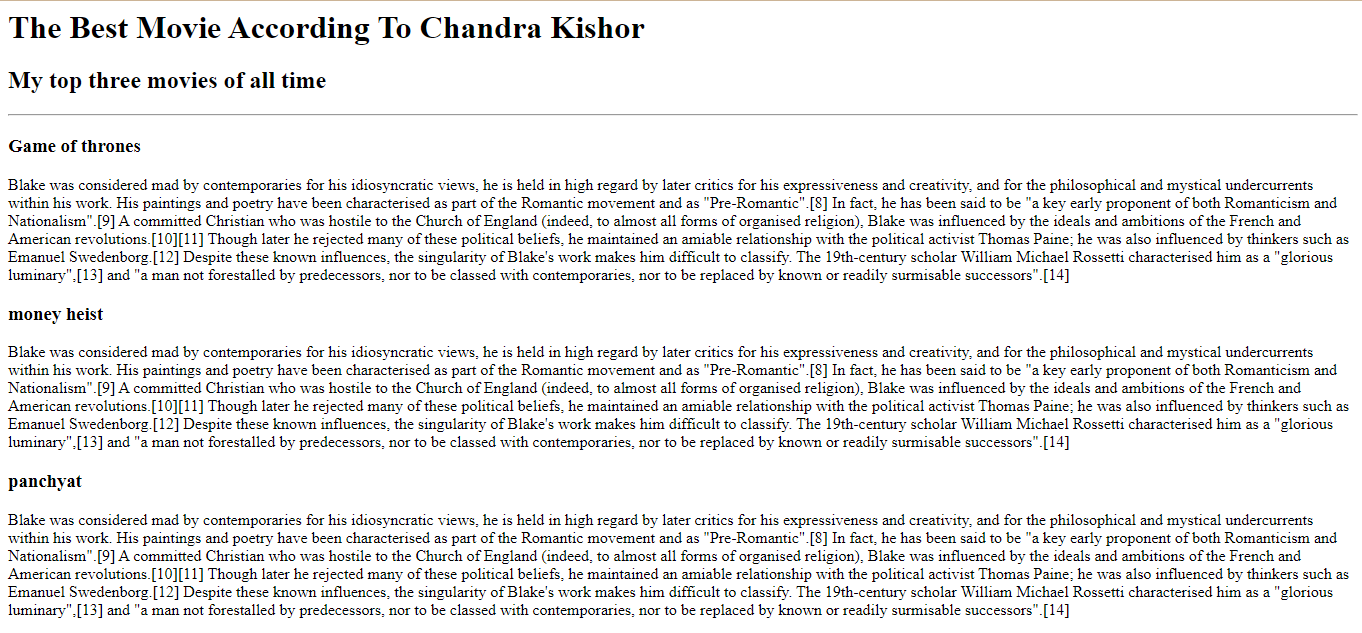 The Best Movie According To Chandra Kishor
My top three movies of all time
Game of thrones
Blake was considered mad by contemporaries for his idiosyncratic views, he is held in high regard by later critics for his expressiveness and creativity, and for the philosophical and mystical undercurrents
within his work. His paintings and poetry have been characterised as part of the Romantic movement and as "Pre-Romantic".[8] In fact, he has been said to be "a key early proponent of both Romanticism and
Nationalism".[9] A committed Christian who was hostile to the Church of England (indeed, to almost all forms of organised religion), Blake was influenced by the ideals and ambitions of the French and
American revolutions.[10][11] Though later he rejected many of these political beliefs, he maintained an amiable relationship with the political activist Thomas Paine; he was also influenced by thinkers such as
Emanuel Swedenborg.[12] Despite these known influences, the singularity of Blake's work makes him difficult to classify. The 19th-century scholar William Michael Rossetti characterised him as a "glorious
luminary",[13] and "a man not forestalled by predecessors, nor to be classed with contemporaries, nor to be replaced by known or readily surmisable successors".[14]
money heist
Blake was considered mad by contemporaries for his idiosyncratic views, he is held in high regard by later critics for his expressiveness and creativity, and for the philosophical and mystical undercurrents
within his work. His paintings and poetry have been characterised as part of the Romantic movement and as "Pre-Romantic".[8] In fact, he has been said to be "a key early proponent of both Romanticism and
Nationalism".[9] A committed Christian who was hostile to the Church of England (indeed, to almost all forms of organised religion), Blake was influenced by the ideals and ambitions of the French and
American revolutions.[10][11] Though later he rejected many of these political beliefs, he maintained an amiable relationship with the political activist Thomas Paine; he was also influenced by thinkers such as
Emanuel Swedenborg.[12] Despite these known influences, the singularity of Blake's work makes him difficult to classify. The 19th-century scholar William Michael Rossetti characterised him as a "glorious
luminary",[13] and "a man not forestalled by predecessors, nor to be classed with contemporaries, nor to be replaced by known or readily surmisable successors".[14]
panchyat
Blake was considered mad by contemporaries for his idiosyncratic views, he is held in high regard by later critics for his expressiveness and creativity, and for the philosophical and mystical undercurrents
within his work. His paintings and poetry have been characterised as part of the Romantic movement and as "Pre-Romantic".[8] In fact, he has been said to be "a key early proponent of both Romanticism and
Nationalism".[9] A committed Christian who was hostile to the Church of England (indeed, to almost all forms of organised religion), Blake was influenced by the ideals and ambitions of the French and
American revolutions.[10][11] Though later he rejected many of these political beliefs, he maintained an amiable relationship with the political activist Thomas Paine; he was also influenced by thinkers such as
Emanuel Swedenborg.[12] Despite these known influences, the singularity of Blake's work makes him difficult to classify. The 19th-century scholar William Michael Rossetti characterised him as a "glorious
luminary",[13] and "a man not forestalled by predecessors, nor to be classed with contemporaries, nor to be replaced by known or readily surmisable successors".[14]